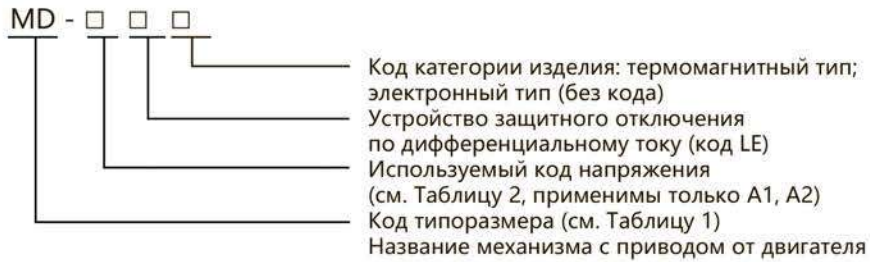 MD - □ □ □
Код категории изделия: термомагнитный тип;
электронный тип (без кода)
Устройство защитного отключения
по дифференциальному току (код LE)
Используемый код напряжения
(см. Таблицу 2, применимы только A1, A2)
Код типоразмера (см. Таблицу 1)
Название механизма с приводом от двигателя